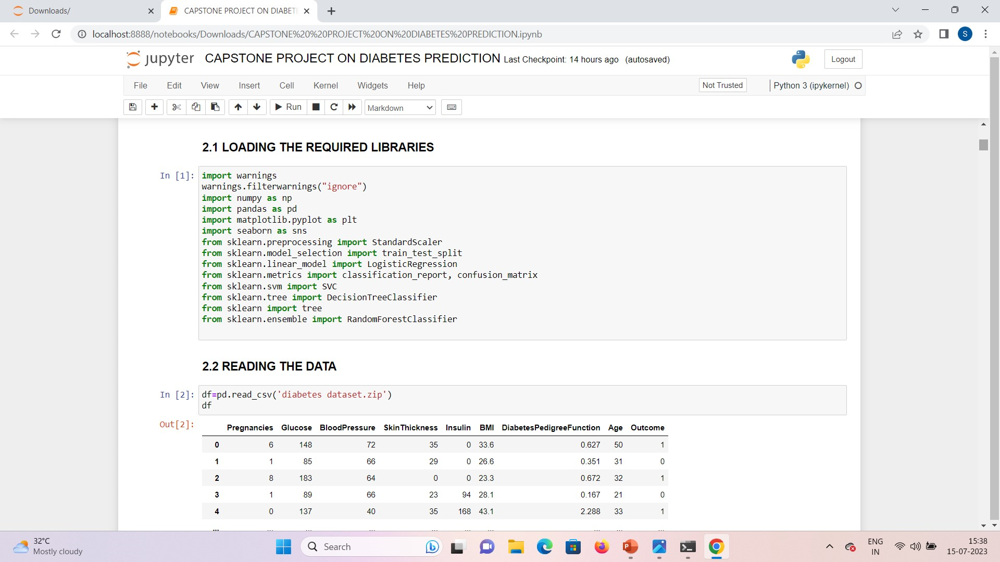 Downloads/
CAPSTONE PROJECT ON DIABET
localhost:8888/notebooks/Downloads/CAPSTONE%20%20PROJECT%20ON%20DIABETES%20PREDICTION.ipynb
S
jupyter CAPSTONE PROJECT ON DIABETES PREDICTION Last Checkpoint: 14 hours ago (autosaved)
Logout
File Edit View Insert Cell Kernel Widgets Help
Not Trusted
Python 3 (ipykernel)
Run
Markdown
2.1 LOADING THE REQUIRED LIBRARIES
In [1]: import warnings
warnings.filterwarnings("ignore")
import numpy as np
import pandas as pd
import matplotlib.pyplot as plt
import seaborn as sns
from sklearn.preprocessing import StandardScaler
from sklearn.model_selection import train_test_split
from sklearn.linear_model import LogisticRegression
from sklearn.metrics import classification_report, confusion_matrix
from sklearn.svm import SVC
from sklearn.tree import DecisionTreeClassifier
from sklearn import tree
from sklearn.ensemble import RandomForestClassifier
2.2 READING THE DATA
In [2]: df=pd.read_csv('diabetes dataset.zip')
df
Out[2]:
Pregnancies Glucose BloodPressure SkinThickness Insulin BMI DiabetesPedigreeFunction Age Outcome
0 6 148 72 35 0 33.6 0.627 50 1
1 1 85 66 29 0 26.6 0.351 31 0
2 8 183 64 0 0 23.3 0.672 32 1
3 1 89 66 23 94 28.1 0.167 21 0
4 0 137 40 35 168 43.1 2.288 33 1
... ... ... ... ... ... ... ... ... ...
32°C
Mostly cloudy
Search
ENG
IN
15:38
15-07-2023